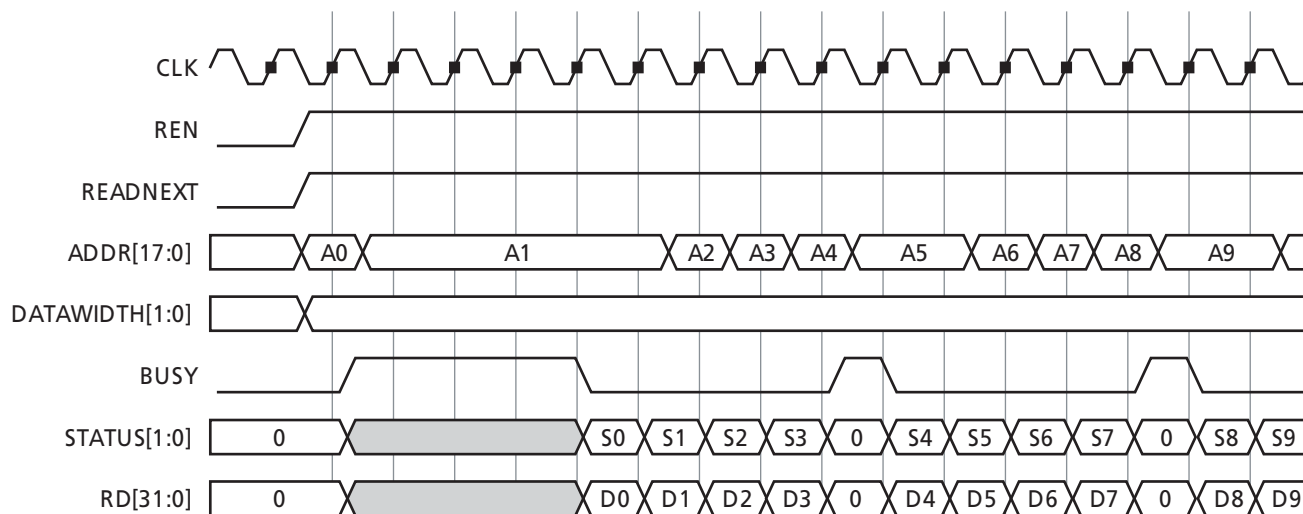 CLK
REN
READNEXT
ADDR[17:0] A0 A1 A2 A3 A4 A5 A6 A7 A8 A9
DATAWIDTH[1:0]
BUSY
STATUS[1:0] 0 S0 S1 S2 S3 0 S4 S5 S6 S7 0 S8 S9
RD[31:0] 0 D0 D1 D2 D3 0 D4 D5 D6 D7 0 D8 D9